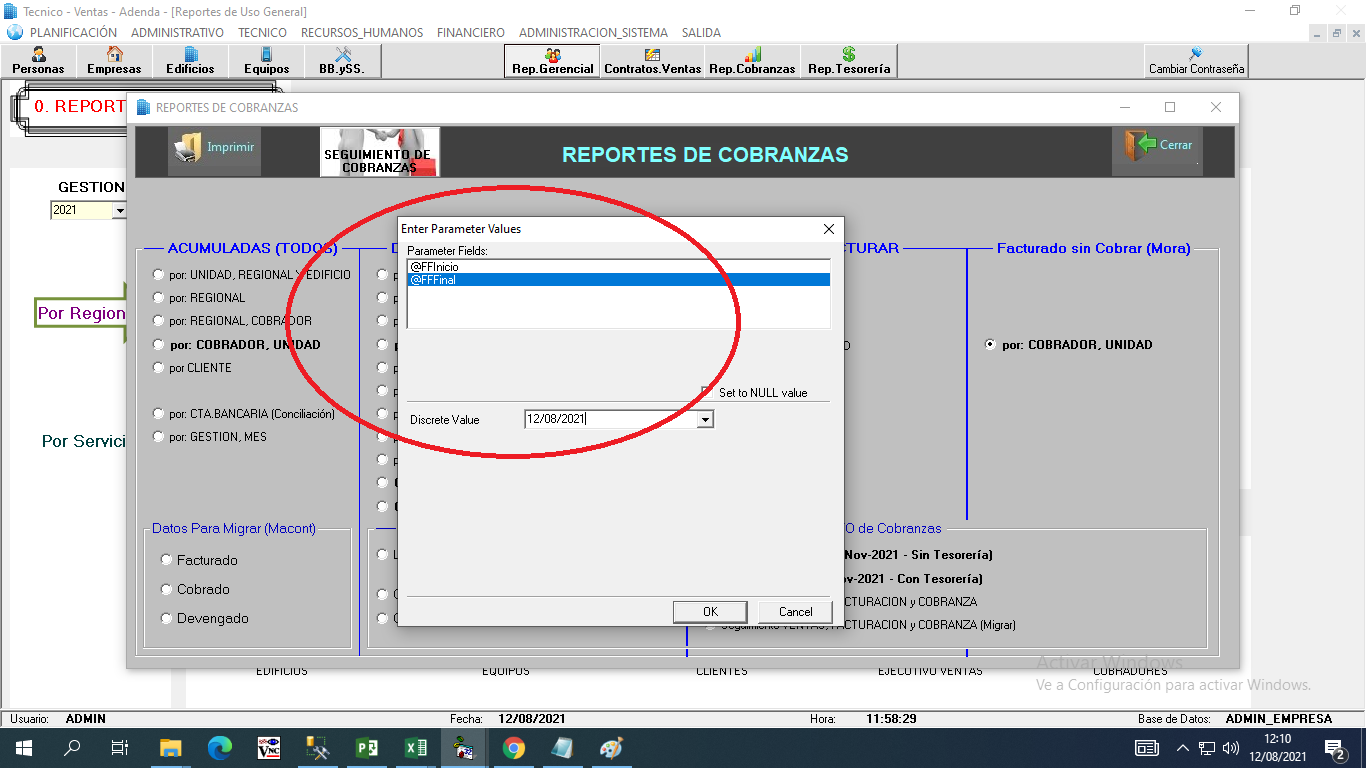 Tecnico - Ventas - Adenda - [Reportes de Uso General]
PLANIFICACIÓN ADMINISTRATIVO TECNICO RECURSOS_HUMANOS FINANCIERO ADMINISTRACION_SISTEMA SALIDA
Personas Empresas Edificios Equipos BB.ySS. Rep.Gerencial Contratos.Ventas Rep.Cobranzas Rep.Tesorería Cambiar Contraseña
0. REPORT
REPORTES DE COBRANZAS
Imprimir
SEGUIMIENTO DE
COBRANZAS
REPORTES DE COBRANZAS
Cerrar
GESTION
2021
Por Region
Por Servici
ACUMULADAS (TODOS)
por: UNIDAD, REGIONAL Y EDIFICIO
por: REGIONAL
por: REGIONAL, COBRADOR
por: COBRADOR, UNIDAD
por CLIENTE
por: CTA.BANCARIA (Conciliación)
por: GESTION, MES
Enter Parameter Values
Parameter Fields:
@FFInicio
@FFFinal
Set to NULL value
Discrete Value 12/08/2021
OK Cancel
TURAR
Facturado sin Cobrar (Mora)
por: COBRADOR, UNIDAD
Datos Para Migrar (Macont)
Facturado
Cobrado
Devengado
O de Cobranzas
Nov-2021 - Sin Tesorería)
ov-2021 - Con Tesorería)
CTURACION y COBRANZA
Seguimiento VENTAS, FACTURACION y COBRANZA (Migrar)
EDIFICIOS EQUIPOS CLIENTES EJECUTIVO VENTAS COBRADORES
Activar Windows
Ve a Configuración para activar Windows.
Usuario: ADMIN Fecha: 12/08/2021 Hora: 11:58:29 Base de Datos: ADMIN_EMPRESA
12:10
12/08/2021
2